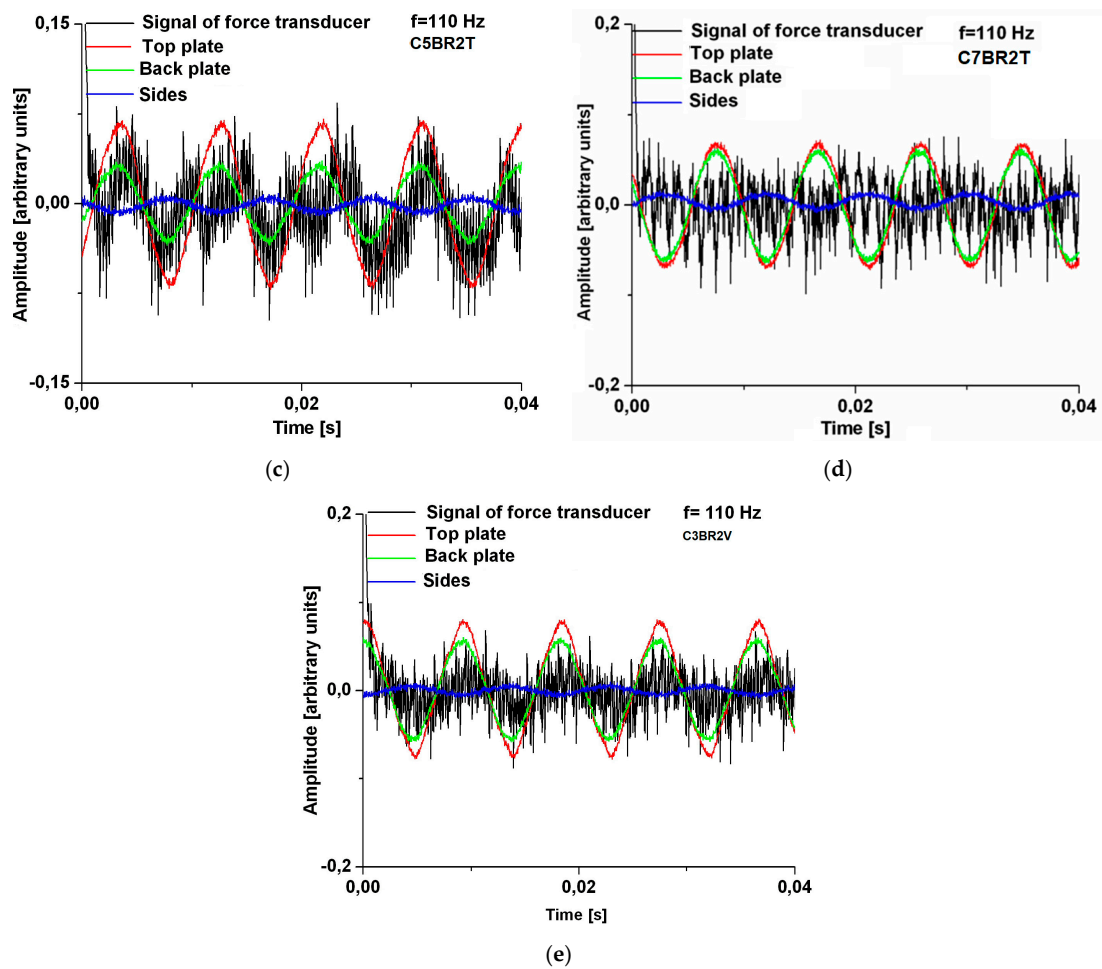 0,15
Signal of force transducer
f=110 Hz
Top plate
C5BR2T
Back plate
Sides
Amplitude [arbitrary units]
0,00
-0,15
0,00
0,02
0,04
Time [s]
(c)
0,2
Signal of force transducer
f=110 Hz
Top plate
C7BR2T
Back plate
Sides
Amplitude [arbitrary units]
0,0
-0,2
0,00
0,02
0,04
Time [s]
(d)
0,2
Signal of force transducer
f= 110 Hz
Top plate
C3BR2V
Back plate
Sides
Amplitude [arbitrary units]
0,0
-0,2
0,00
0,02
0,04
Time [s]
(e)